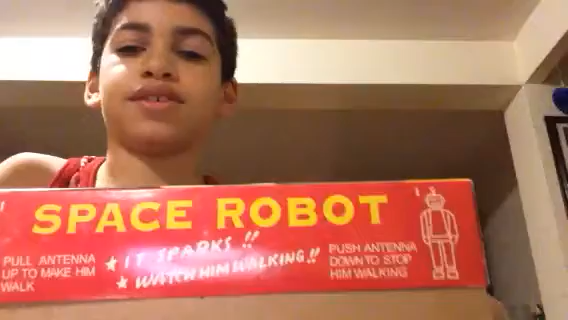 SPACE ROBOT
PULL ANTENNA
UP TO MAKE HIM
WALK
★ IT SPARKS !!
★ WATCH HIM WALKING !!
PUSH ANTENNA
DOWN TO STOP
HIM WALKING